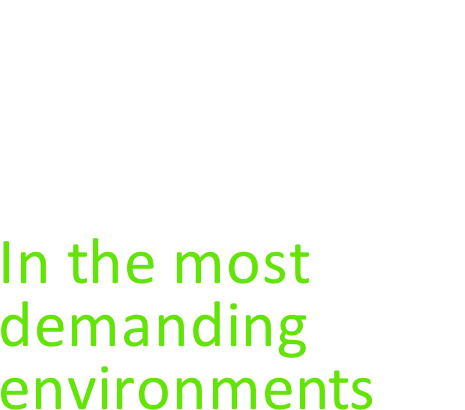 In the most
demanding
environments